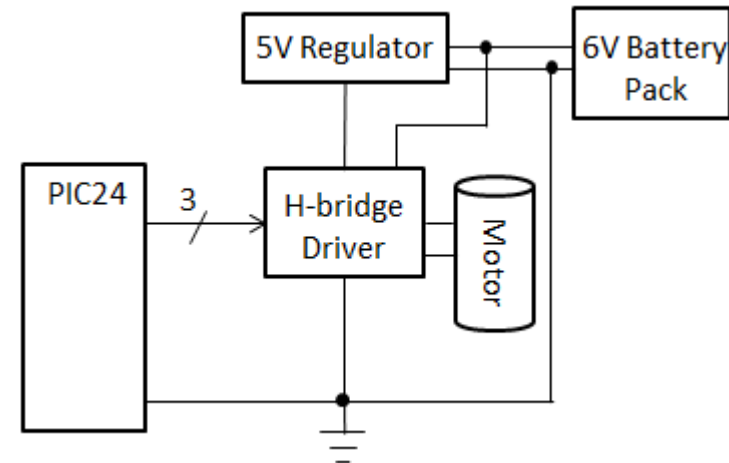 5V Regulator
6V Battery
Pack
PIC24
3
H-bridge
Driver
Motor